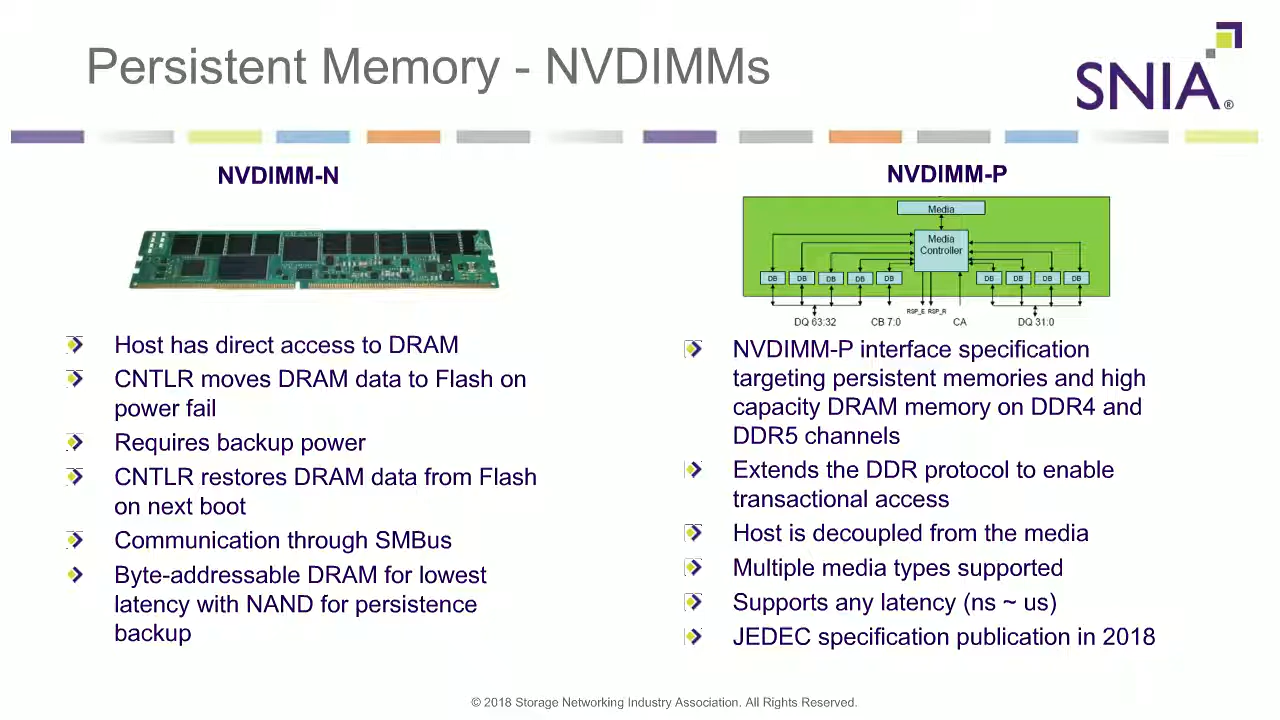 Persistent Memory - NVDIMMs
SNIA®
NVDIMM-N
Host has direct access to DRAM
CNTLR moves DRAM data to Flash on
power fail
Requires backup power
CNTLR restores DRAM data from Flash
on next boot
Communication through SMBus
Byte-addressable DRAM for lowest
latency with NAND for persistence
backup
NVDIMM-P
Media
Media
Controller
DB DB DB DB DB DB DB DB DB
RSP_E RSP_R
DQ 63:32 CB 7:0 CA DQ 31:0
NVDIMM-P interface specification
targeting persistent memories and high
capacity DRAM memory on DDR4 and
DDR5 channels
Extends the DDR protocol to enable
transactional access
Host is decoupled from the media
Multiple media types supported
Supports any latency (ns ~ us)
JEDEC specification publication in 2018
© 2018 Storage Networking Industry Association. All Rights Reserved.